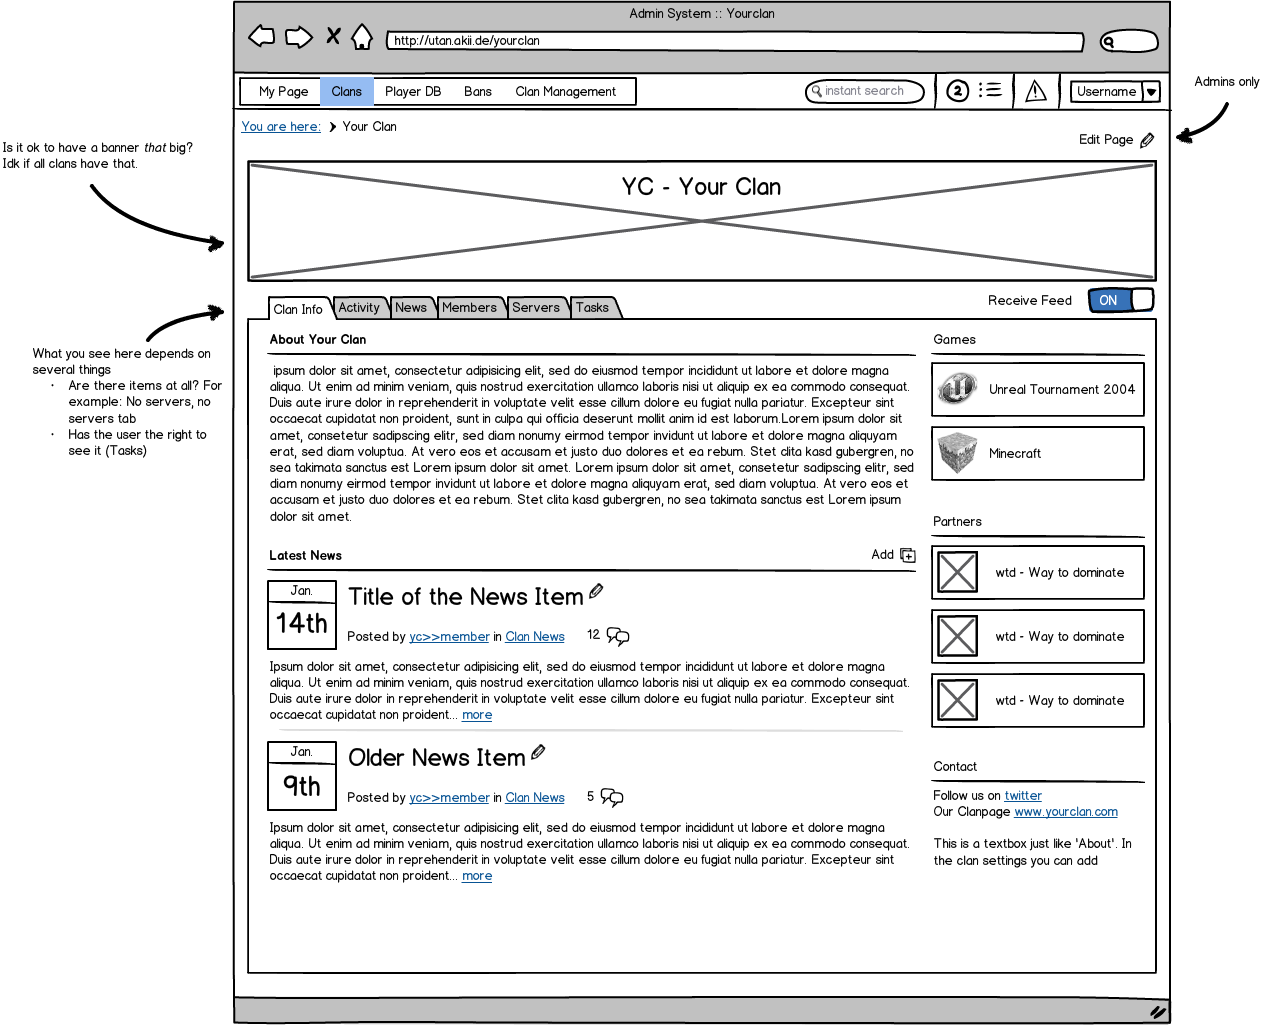 Admin System :: Yourclan
http://utan.akii.de/yourclan
My Page Clans Player DB Bans Clan Management
instant search
2
Username
Admins only
You are here: Your Clan
Edit Page
Is it ok to have a banner that big?
Idk if all clans have that.
YC - Your Clan
Clan Info Activity News Members Servers Tasks
Receive Feed ON
What you see here depends on
several things
· Are there items at all? For
example: No servers, no
servers tab
· Has the user the right to
see it (Tasks)
About Your Clan
ipsum dolor sit amet, consectetur adipisicing elit, sed do eiusmod tempor incididunt ut labore et dolore magna
aliqua. Ut enim ad minim veniam, quis nostrud exercitation ullamco laboris nisi ut aliquip ex ea commodo consequat.
Duis aute irure dolor in reprehenderit in voluptate velit esse cillum dolore eu fugiat nulla pariatur. Excepteur sint
occaecat cupidatat non proident, sunt in culpa qui officia deserunt mollit anim id est laborum.Lorem ipsum dolor sit
amet, consetetur sadipscing elitr, sed diam nonumy eirmod tempor invidunt ut labore et dolore magna aliquyam
erat, sed diam voluptua. At vero eos et accusam et justo duo dolores et ea rebum. Stet clita kasd gubergren, no
sea takimata sanctus est Lorem ipsum dolor sit amet. Lorem ipsum dolor sit amet, consetetur sadipscing elitr, sed
diam nonumy eirmod tempor invidunt ut labore et dolore magna aliquyam erat, sed diam voluptua. At vero eos et
accusam et justo duo dolores et ea rebum. Stet clita kasd gubergren, no sea takimata sanctus est Lorem ipsum
dolor sit amet.
Latest News
Add
Jan.
14th
Title of the News Item
Posted by yc>>member in Clan News 12
Ipsum dolor sit amet, consectetur adipisicing elit, sed do eiusmod tempor incididunt ut labore et dolore magna
aliqua. Ut enim ad minim veniam, quis nostrud exercitation ullamco laboris nisi ut aliquip ex ea commodo consequat.
Duis aute irure dolor in reprehenderit in voluptate velit esse cillum dolore eu fugiat nulla pariatur. Excepteur sint
occaecat cupidatat non proident... more
Jan.
9th
Older News Item
Posted by yc>>member in Clan News 5
Ipsum dolor sit amet, consectetur adipisicing elit, sed do eiusmod tempor incididunt ut labore et dolore magna
aliqua. Ut enim ad minim veniam, quis nostrud exercitation ullamco laboris nisi ut aliquip ex ea commodo consequat.
Duis aute irure dolor in reprehenderit in voluptate velit esse cillum dolore eu fugiat nulla pariatur. Excepteur sint
occaecat cupidatat non proident... more
Games
Unreal Tournament 2004
Minecraft
Partners
wtd - Way to dominate
wtd - Way to dominate
wtd - Way to dominate
Contact
Follow us on twitter
Our Clanpage www.yourclan.com
This is a textbox just like 'About'. In
the clan settings you can add